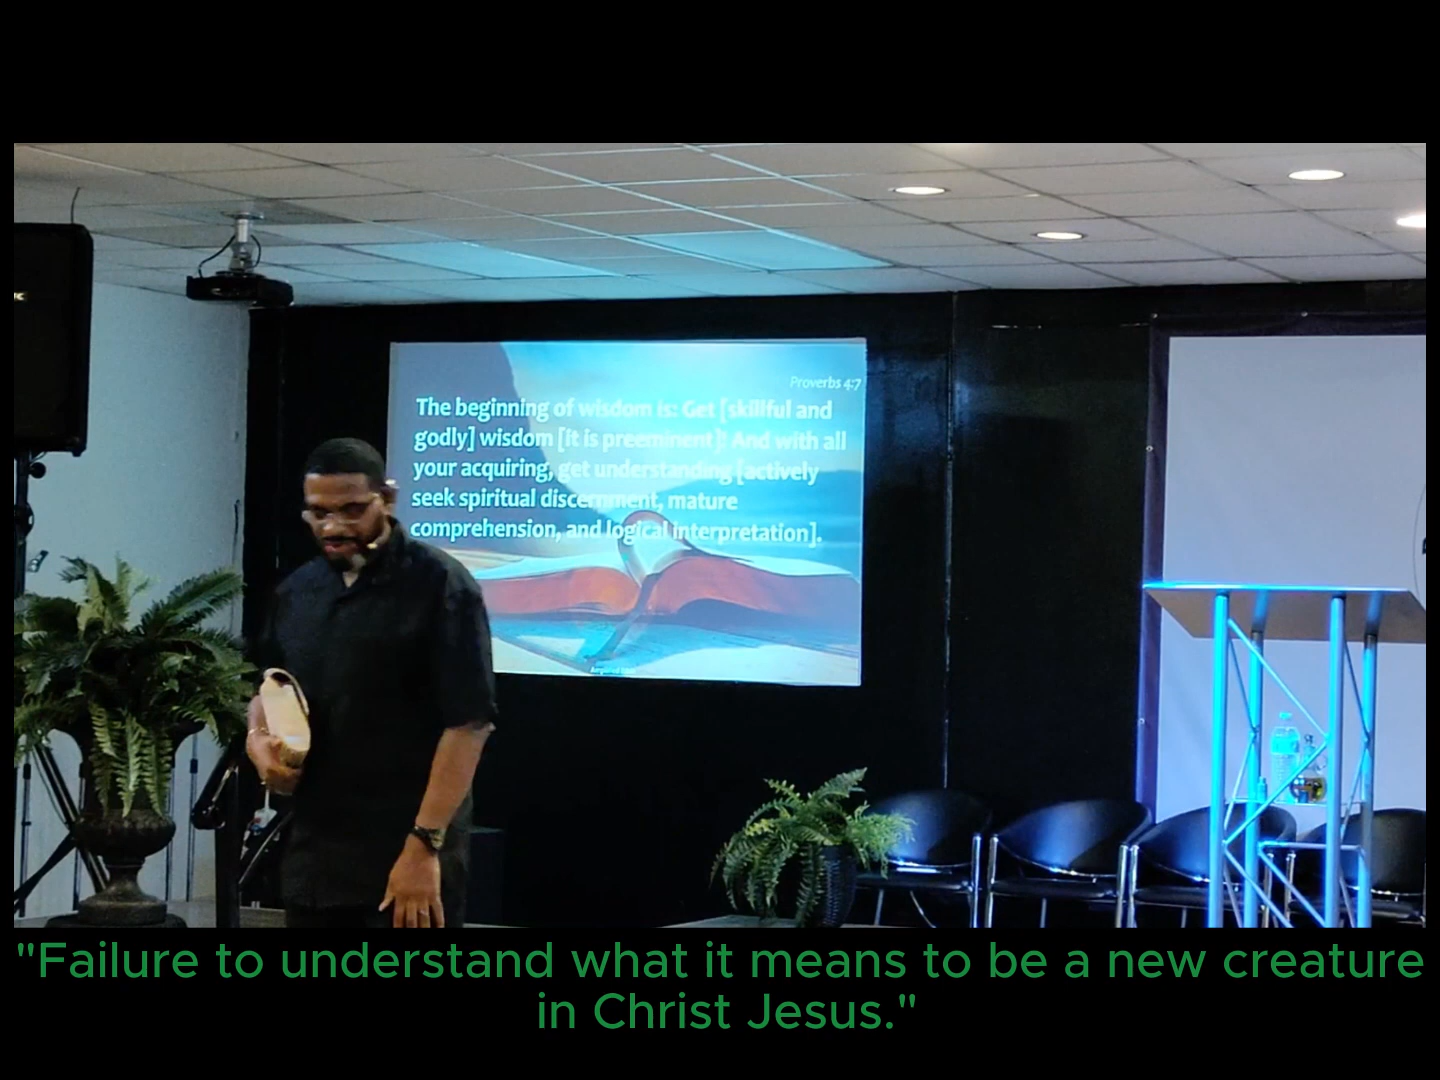 Proverbs 4:7
The beginning of wisdom is: Get [skillful and
godly] wisdom [it is preeminent]! And with all
your acquiring, get understanding [actively
seek spiritual discernment, mature
comprehension, and logical interpretation].
"Failure to understand what it means to be a new creature
in Christ Jesus."